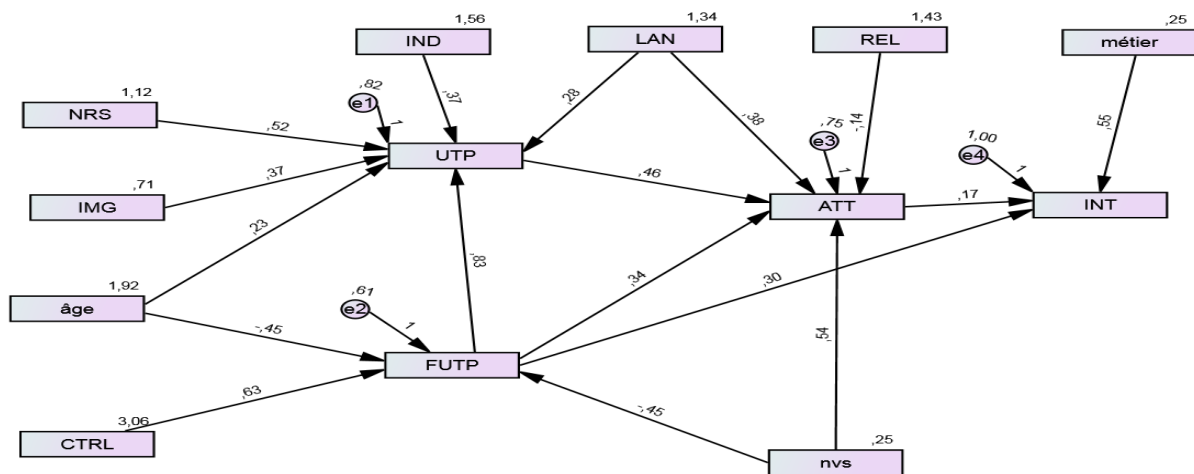 1,56
IND
1,34
LAN
1,43
REL
,25
métier
1,12
NRS
,82
e1
1
,37
,28
,38
,75
e3
1
-,14
1,00
e4
1
,55
,52
UTP
,71
IMG
,37
,46
ATT
,17
INT
,23
,83
,34
,30
1,92
âge
,61
e2
1
-,45
FUTP
,54
,63
3,06
CTRL
-,45
,25
nvs